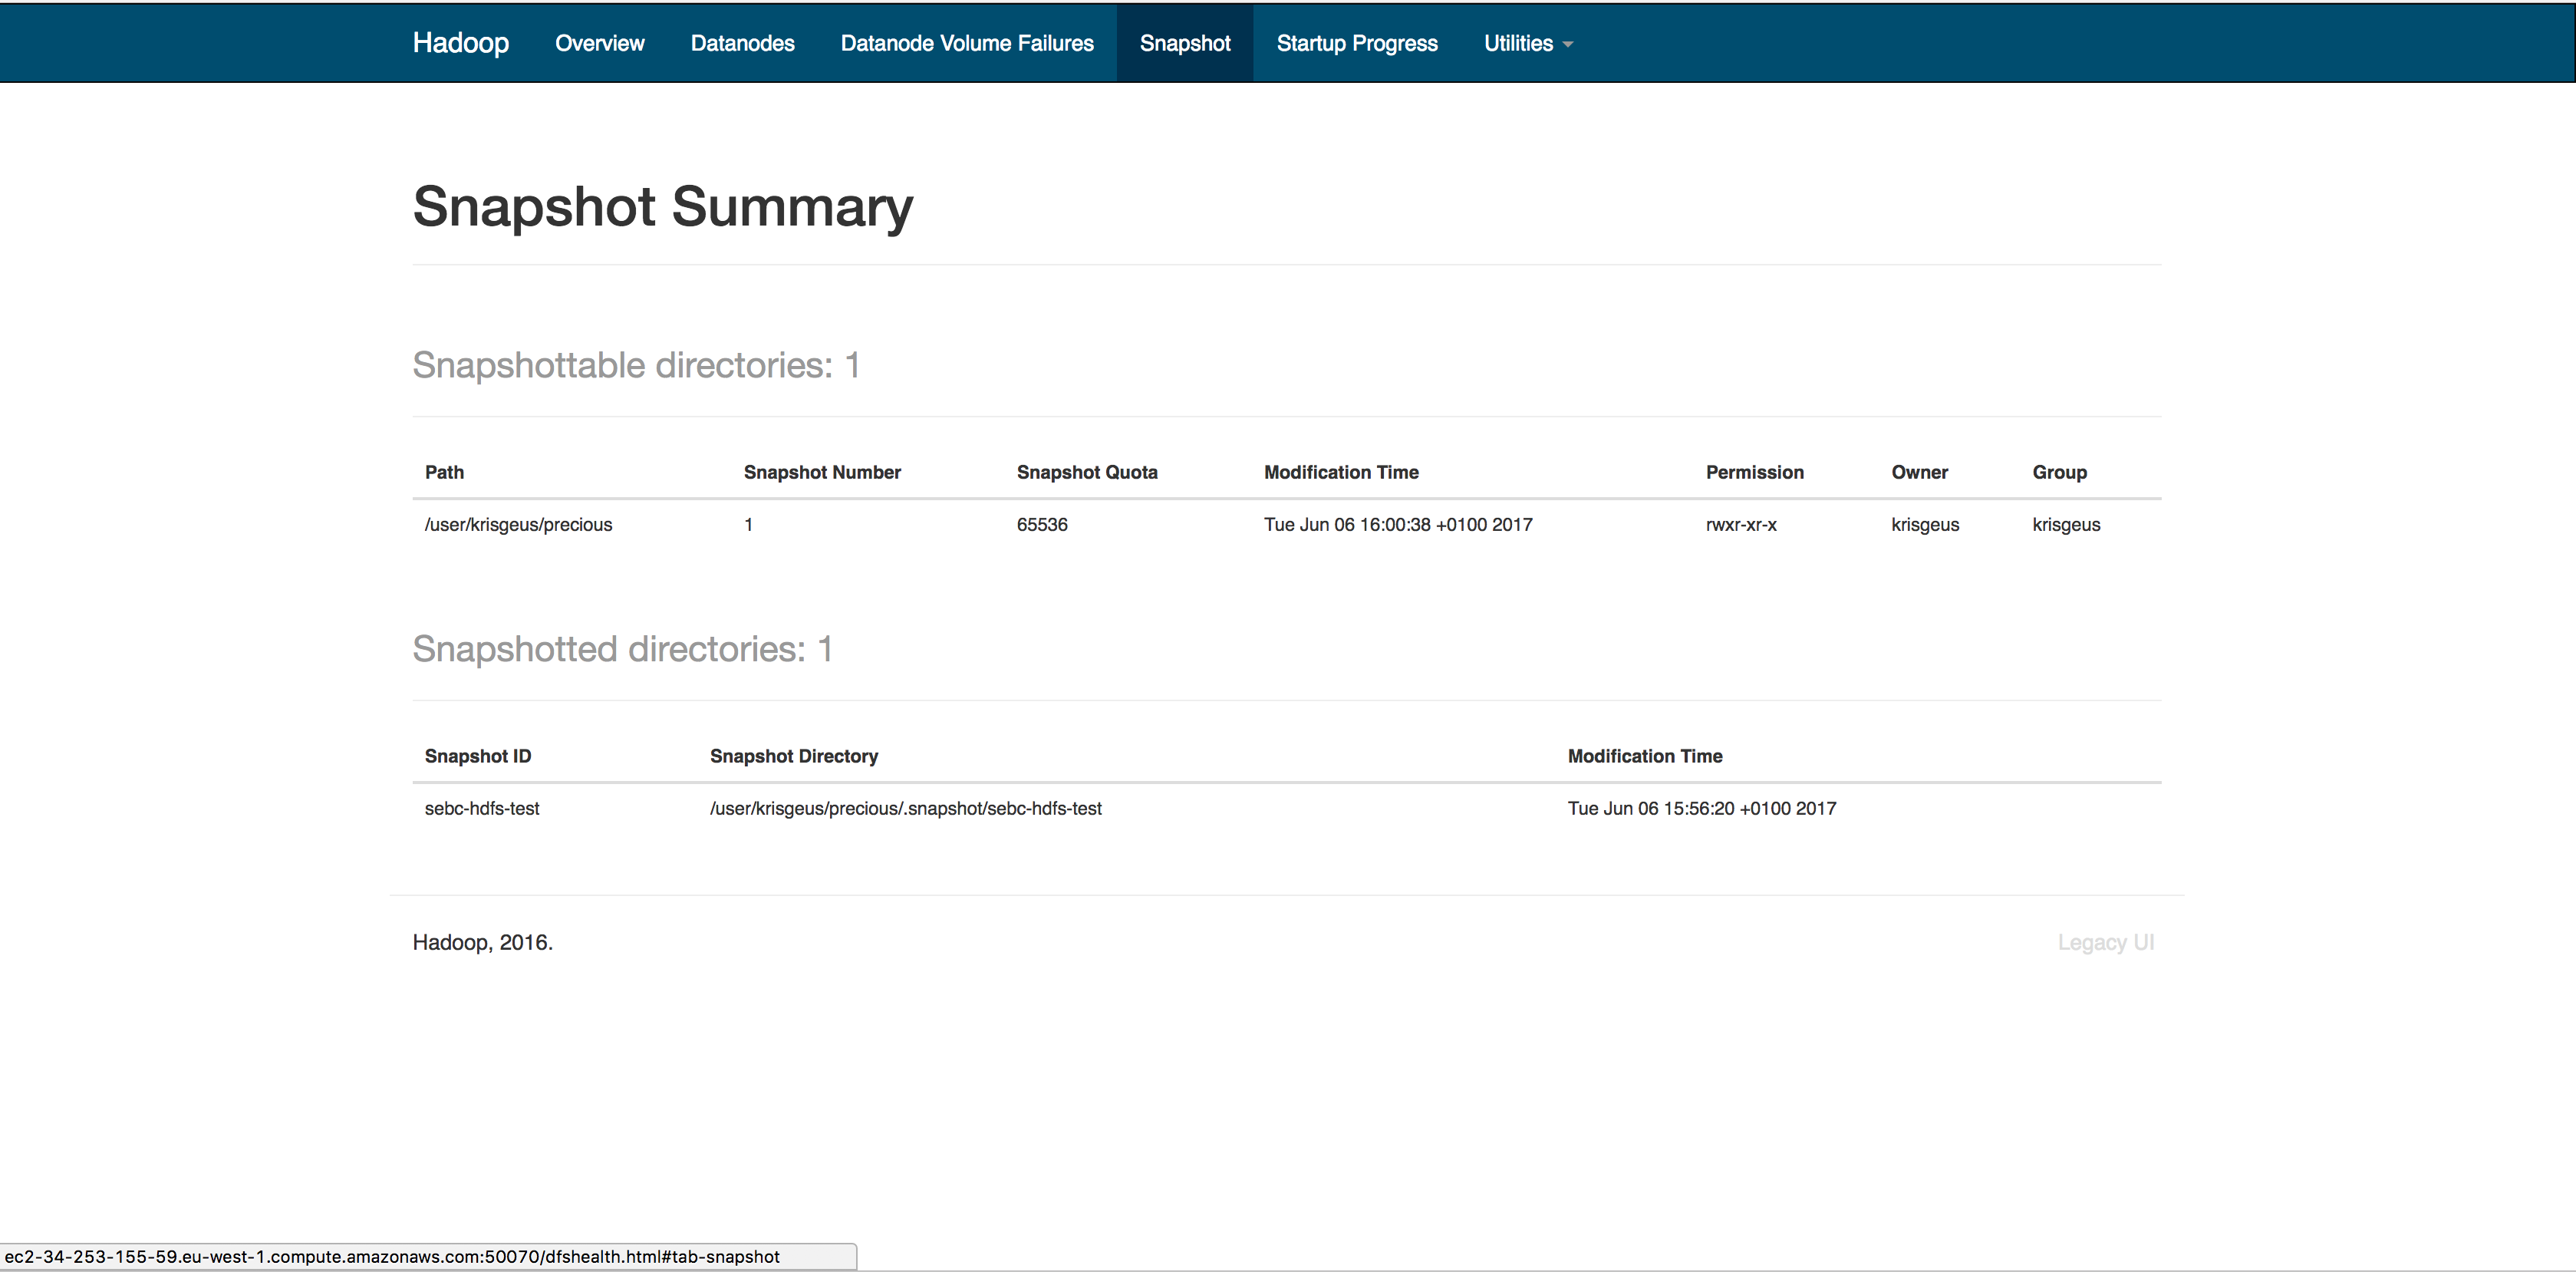 Hadoop Overview Datanodes Datanode Volume Failures Snapshot Startup Progress Utilities
Snapshot Summary
Snapshottable directories: 1
Path Snapshot Number Snapshot Quota Modification Time Permission Owner Group
/user/krisgeus/precious 1 65536 Tue Jun 06 16:00:38 +0100 2017 rwxr-xr-x krisgeus krisgeus
Snapshotted directories: 1
Snapshot ID Snapshot Directory Modification Time
sebc-hdfs-test /user/krisgeus/precious/.snapshot/sebc-hdfs-test Tue Jun 06 15:56:20 +0100 2017
Hadoop, 2016. Legacy UI
ec2-34-253-155-59.eu-west-1.compute.amazonaws.com:50070/dfshealth.html#tab-snapshot